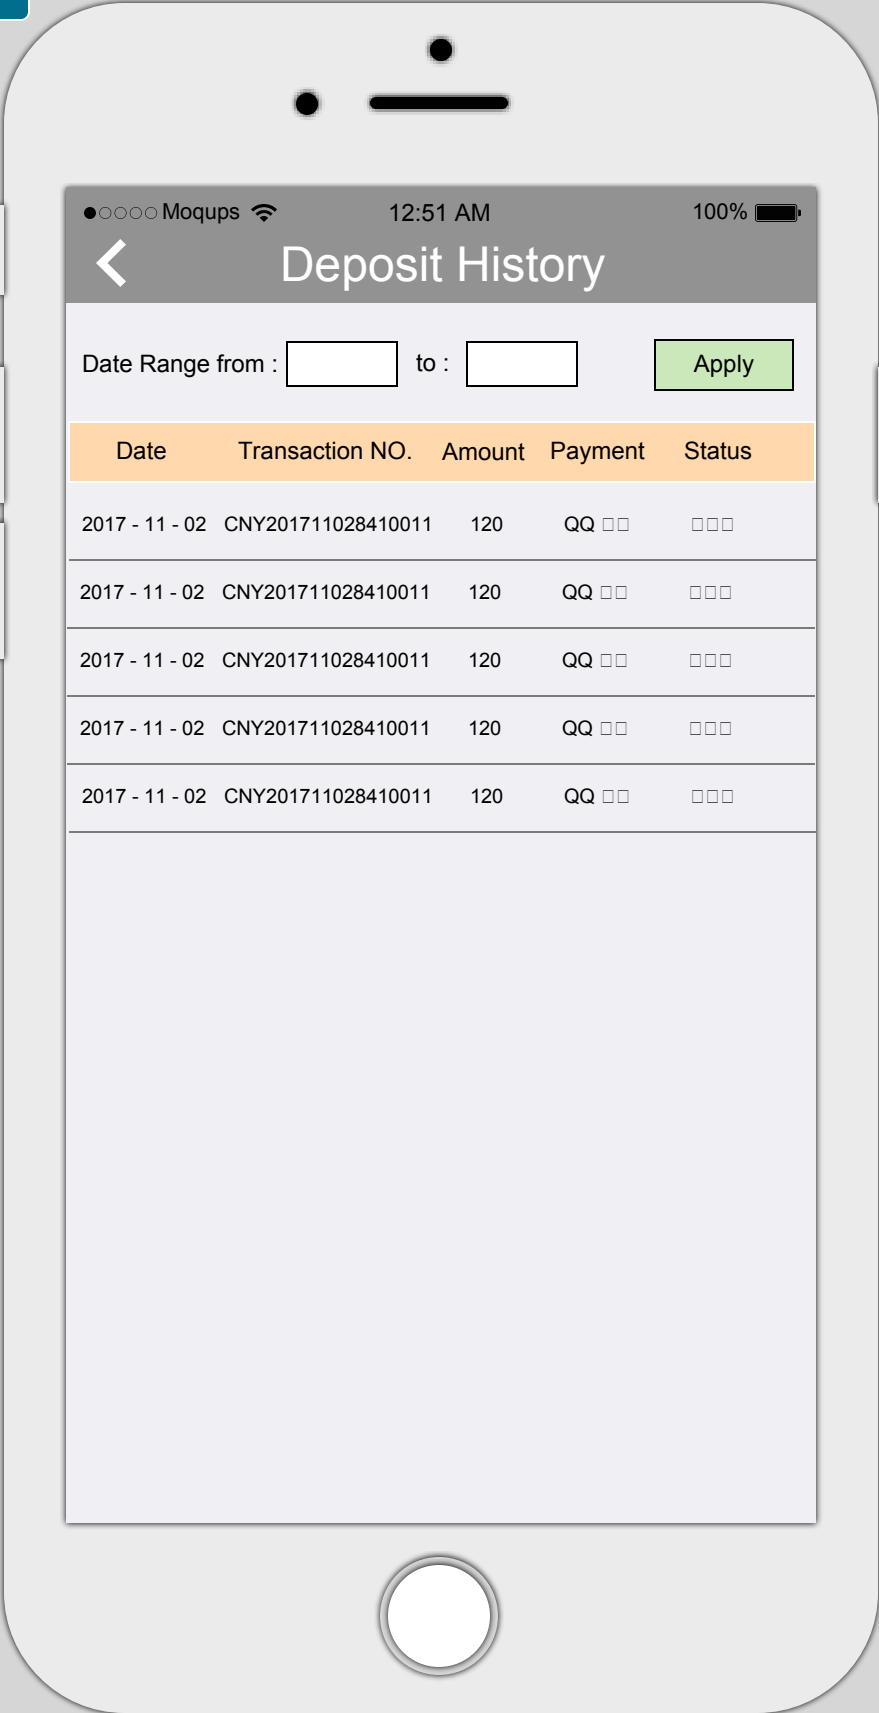 Moqups 12:51 AM 100%
Deposit History
Date Range from : to : Apply
Date Transaction NO. Amount Payment Status
2017 - 11 - 02 CNY201711028410011 120 QQ
2017 - 11 - 02 CNY201711028410011 120 QQ
2017 - 11 - 02 CNY201711028410011 120 QQ
2017 - 11 - 02 CNY201711028410011 120 QQ
2017 - 11 - 02 CNY201711028410011 120 QQ